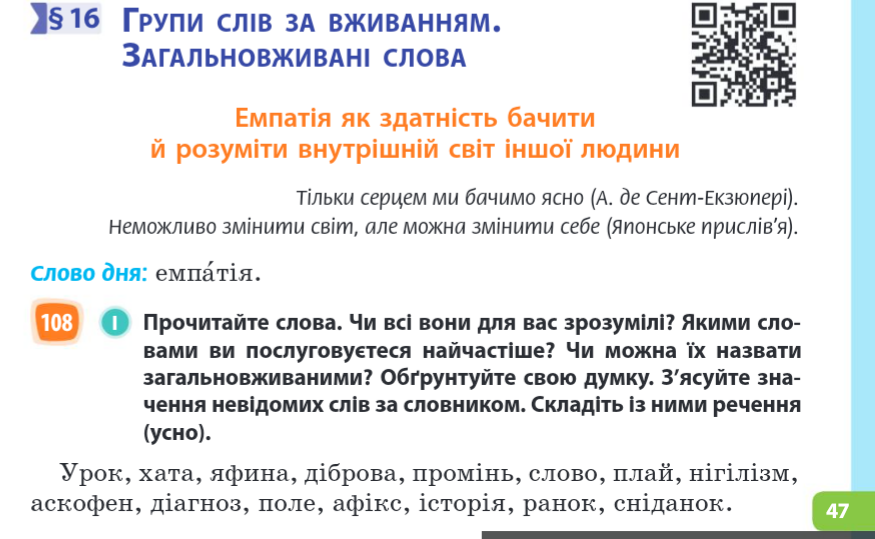 § 16 Групи слів за вживанням.
Загальновживані слова
Емпатія як здатність бачити
й розуміти внутрішній світ іншої людини
Тільки серцем ми бачимо ясно (А. де Сент-Екзюпері).
Неможливо змінити світ, але можна змінити себе (Японське прислів’я).
Слово дня: емпа́тія.
108 І Прочитайте слова. Чи всі вони для вас зрозумілі? Якими сло-
вами ви послуговуєтеся найчастіше? Чи можна їх назвати
загальновживаними? Обґрунтуйте свою думку. З’ясуйте зна-
чення невідомих слів за словником. Складіть із ними речення
(усно).
Урок, хата, яфина, діброва, промінь, слово, плай, нігілізм,
аскофен, діагноз, поле, афікс, історія, ранок, сніданок.
47